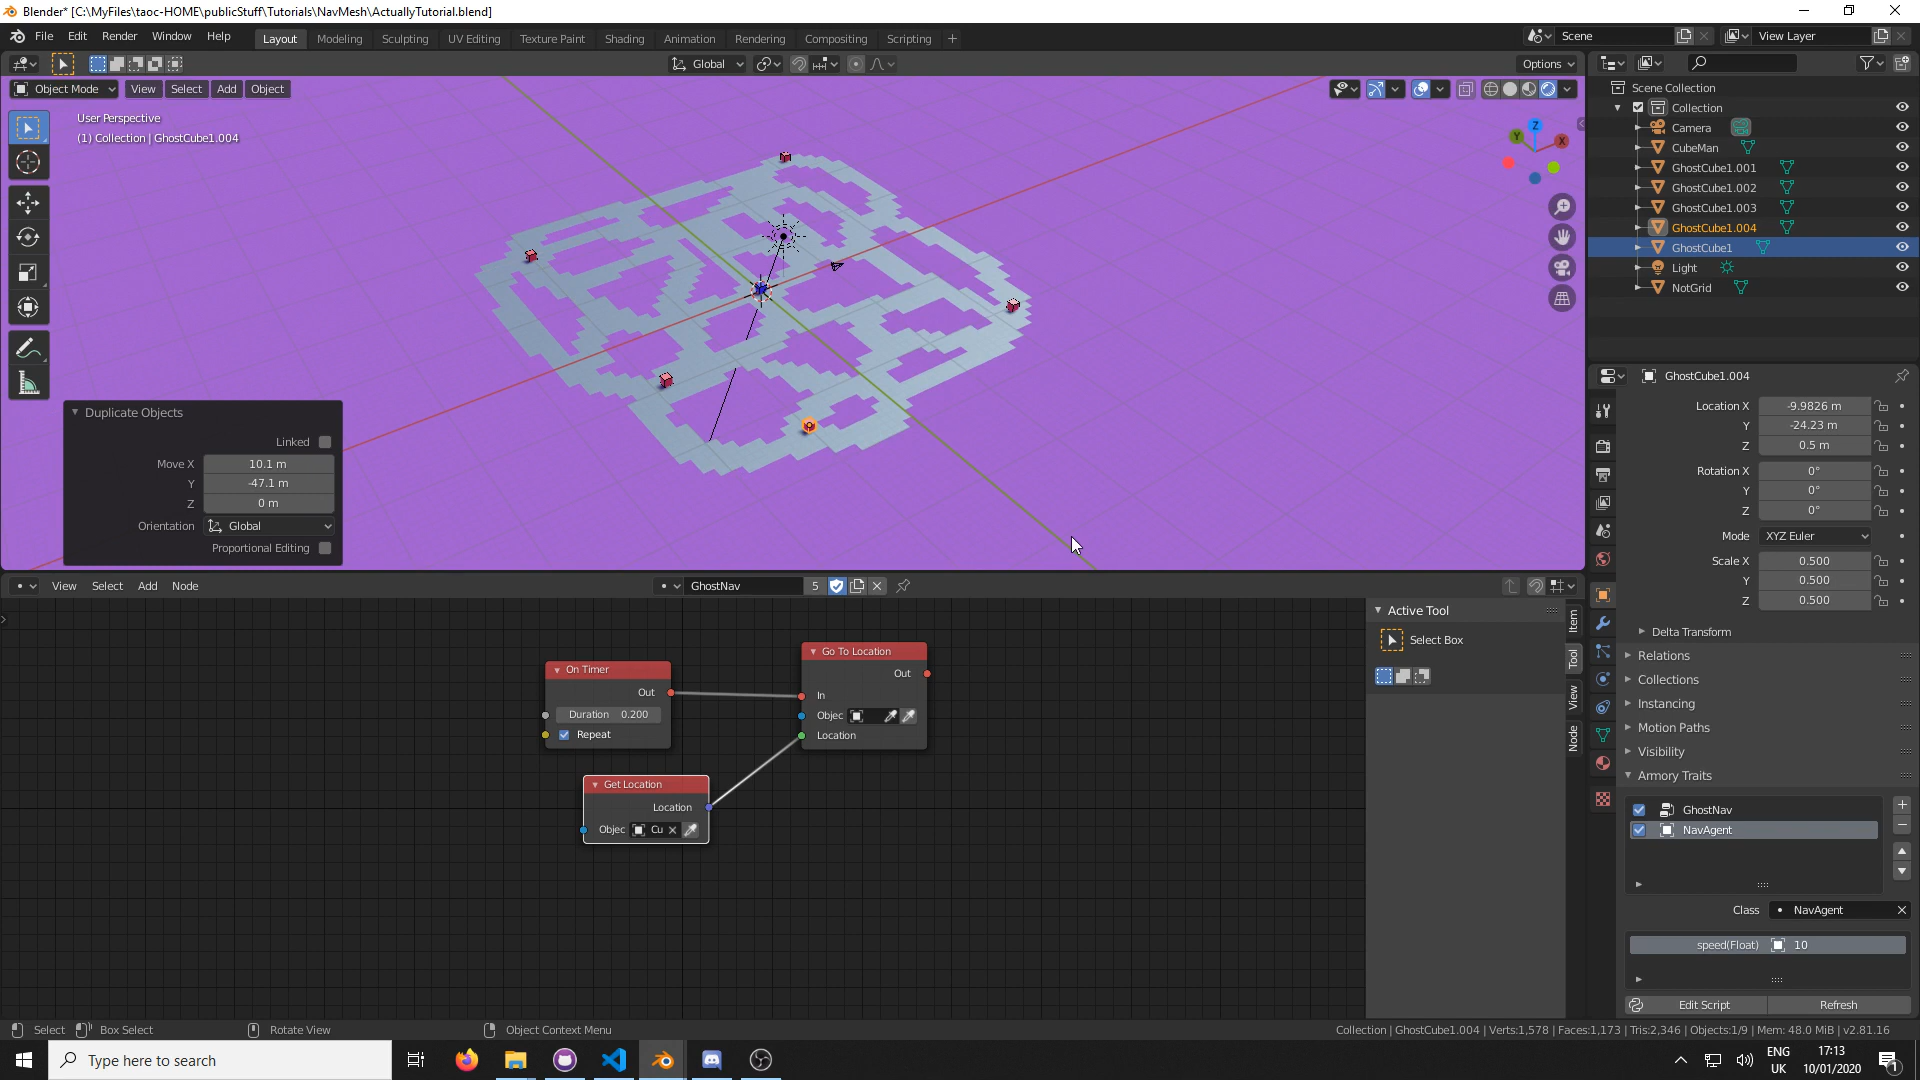 Blender* [C:\MyFiles\taoc-HOME\publicStuff\Tutorials\NavMesh\ActuallyTutorial.blend]
File Edit Render Window Help Layout Modeling Sculpting UV Editing Texture Paint Shading Animation Rendering Compositing Scripting + Scene View Layer
Global Options
Object Mode View Select Add Object
User Perspective
(1) Collection | GhostCube1.004
Z
Y
X
Scene Collection
Collection
Camera
CubeMan
GhostCube1.001
GhostCube1.002
GhostCube1.003
GhostCube1.004
GhostCube1
Light
NotGrid
Duplicate Objects
Linked
Move X 10.1 m
Y -47.1 m
Z 0 m
Orientation Global
Proportional Editing
GhostCube1.004
Location X -9.9826 m
Y -24.23 m
Z 0.5 m
Rotation X 0°
Y 0°
Z 0°
Mode XYZ Euler
Scale X 0.500
Y 0.500
Z 0.500
Delta Transform
Relations
Collections
Instancing
Motion Paths
Visibility
Armory Traits
GhostNav
NavAgent
Class NavAgent
speed(Float) 10
Edit Script Refresh
View Select Add Node GhostNav 5
On Timer
Out
Duration 0.200
Repeat
Go To Location
Out
In
Objec
Location
Get Location
Location
Objec Cu
Active Tool
Select Box
Item
Tool
View
Node
Select Box Select Rotate View Object Context Menu
Collection | GhostCube1.004 | Verts:1,578 | Faces:1,173 | Tris:2,346 | Objects:1/9 | Mem: 48.0 MiB | v2.81.16
Type here to search
ENG
UK
17:13
10/01/2020
1